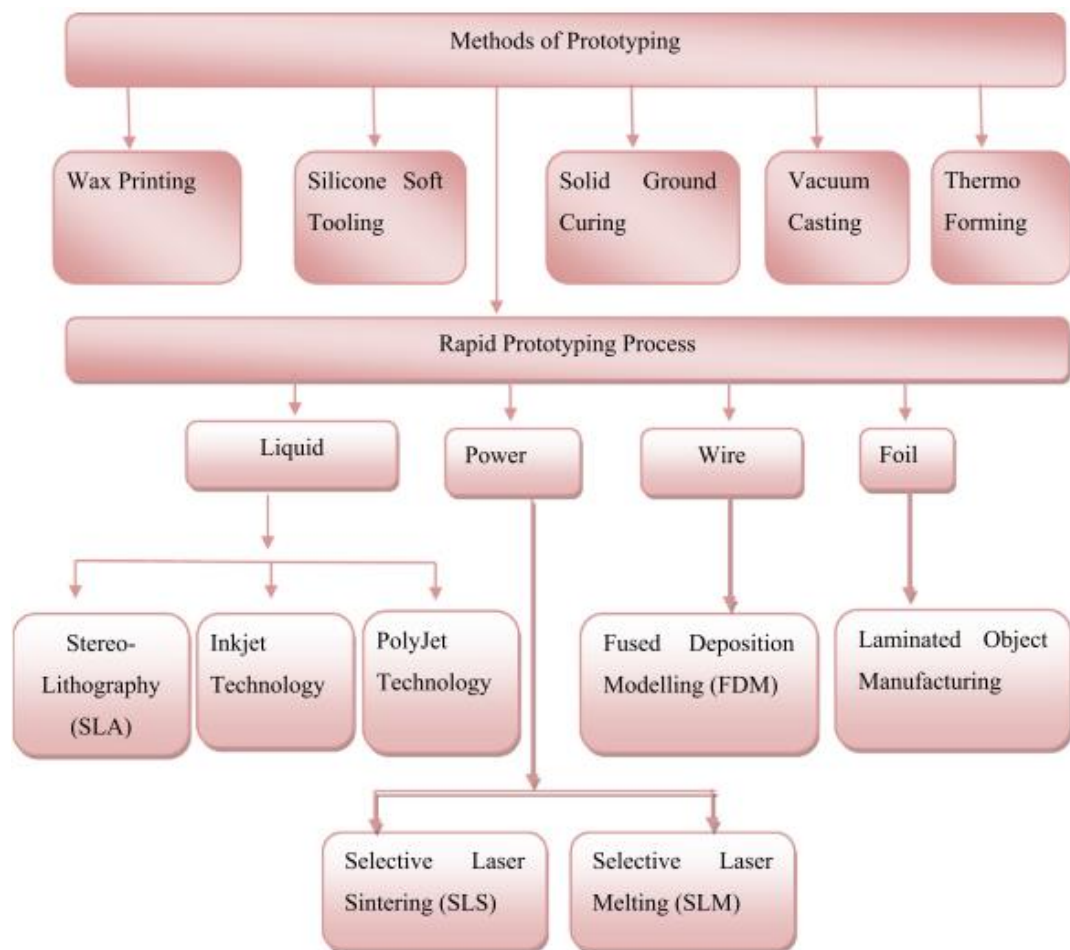 Methods of Prototyping
Wax Printing
Silicone Soft
Tooling
Solid Ground
Curing
Vacuum
Casting
Thermo
Forming
Rapid Prototyping Process
Liquid
Power
Wire
Foil
Stereo-
Lithography
(SLA)
Inkjet
Technology
PolyJet
Technology
Fused Deposition
Modelling (FDM)
Laminated Object
Manufacturing
Selective Laser
Sintering (SLS)
Selective Laser
Melting (SLM)